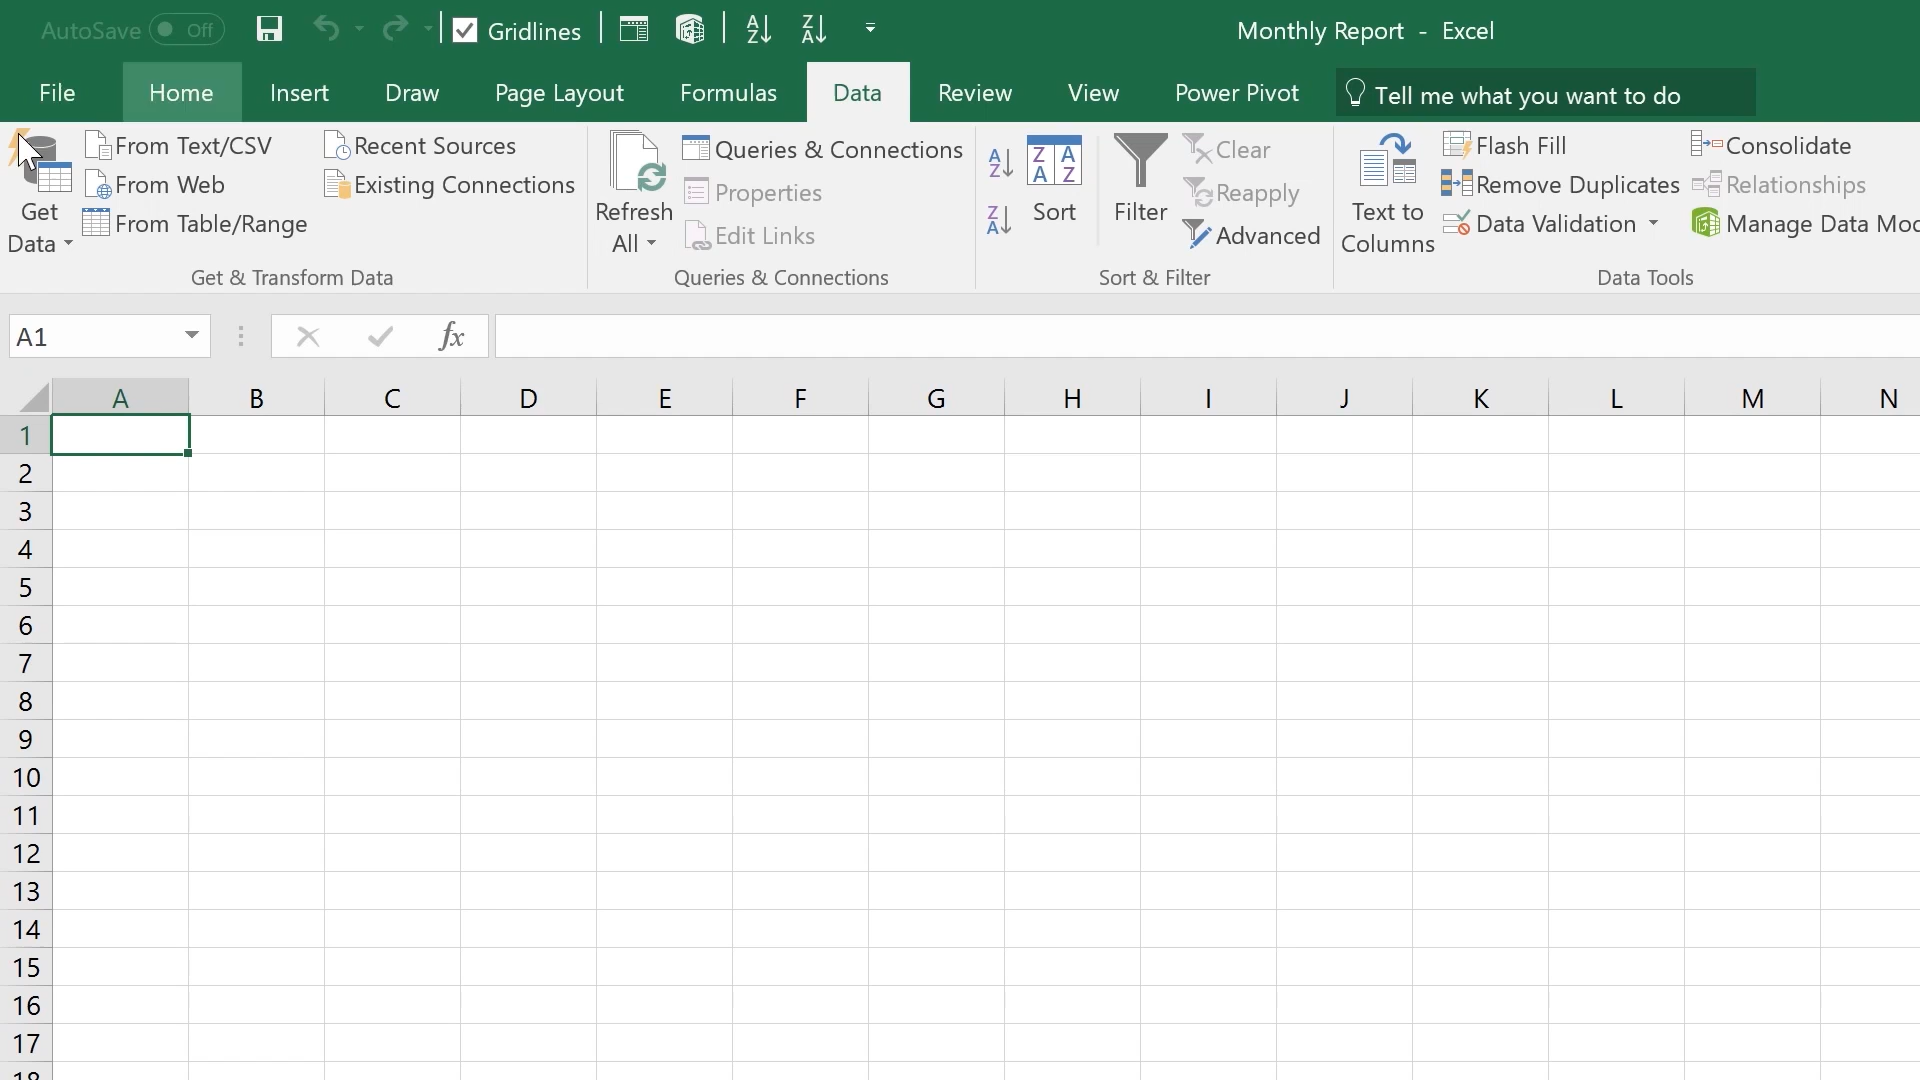 AutoSave Off Gridlines Monthly Report - Excel
File Home Insert Draw Page Layout Formulas Data Review View Power Pivot Tell me what you want to do
Get Data
From Text/CSV
From Web
From Table/Range
Recent Sources
Existing Connections
Get & Transform Data
Refresh All
Queries & Connections
Properties
Edit Links
Queries & Connections
Sort
Filter
Clear
Reapply
Advanced
Sort & Filter
Text to Columns
Flash Fill
Remove Duplicates
Data Validation
Consolidate
Relationships
Manage Data Moc
Data Tools
A1 fx
A B C D E F G H I J K L M N
1
2
3
4
5
6
7
8
9
10
11
12
13
14
15
16
17